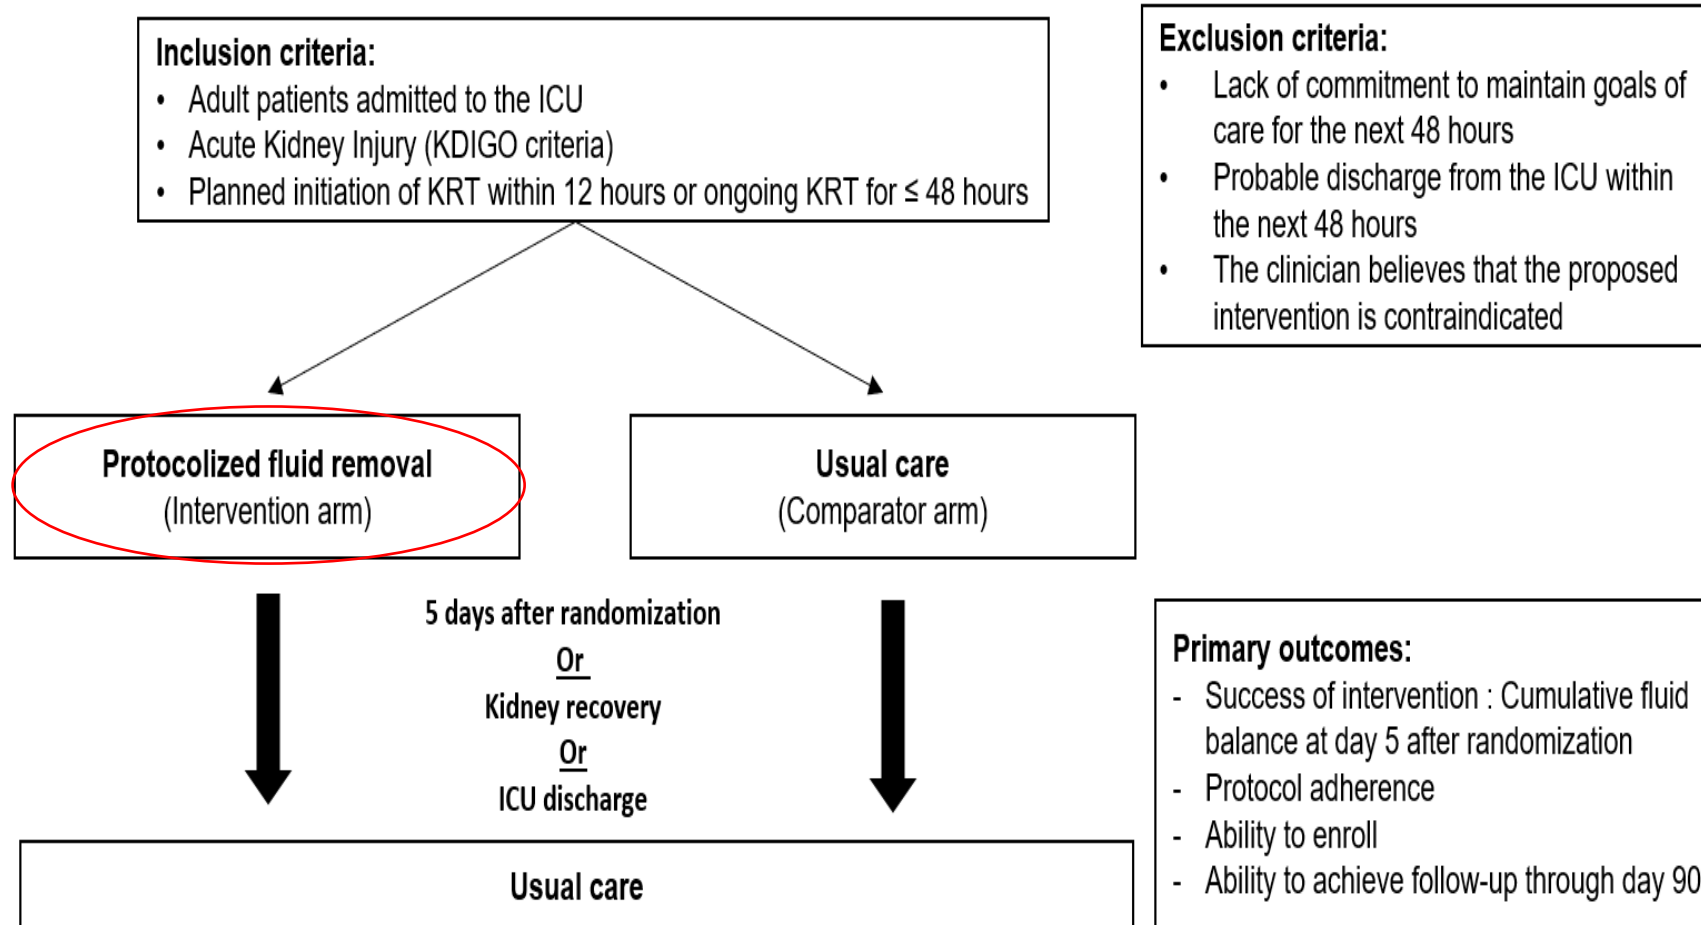 Inclusion criteria:
• Adult patients admitted to the ICU
• Acute Kidney Injury (KDIGO criteria)
• Planned initiation of KRT within 12 hours or ongoing KRT for ≤ 48 hours
Exclusion criteria:
• Lack of commitment to maintain goals of
care for the next 48 hours
• Probable discharge from the ICU within
the next 48 hours
• The clinician believes that the proposed
intervention is contraindicated
Protocolized fluid removal
(Intervention arm)
Usual care
(Comparator arm)
5 days after randomization
Or
Kidney recovery
Or
ICU discharge
Primary outcomes:
- Success of intervention : Cumulative fluid
balance at day 5 after randomization
- Protocol adherence
- Ability to enroll
- Ability to achieve follow-up through day 90
Usual care